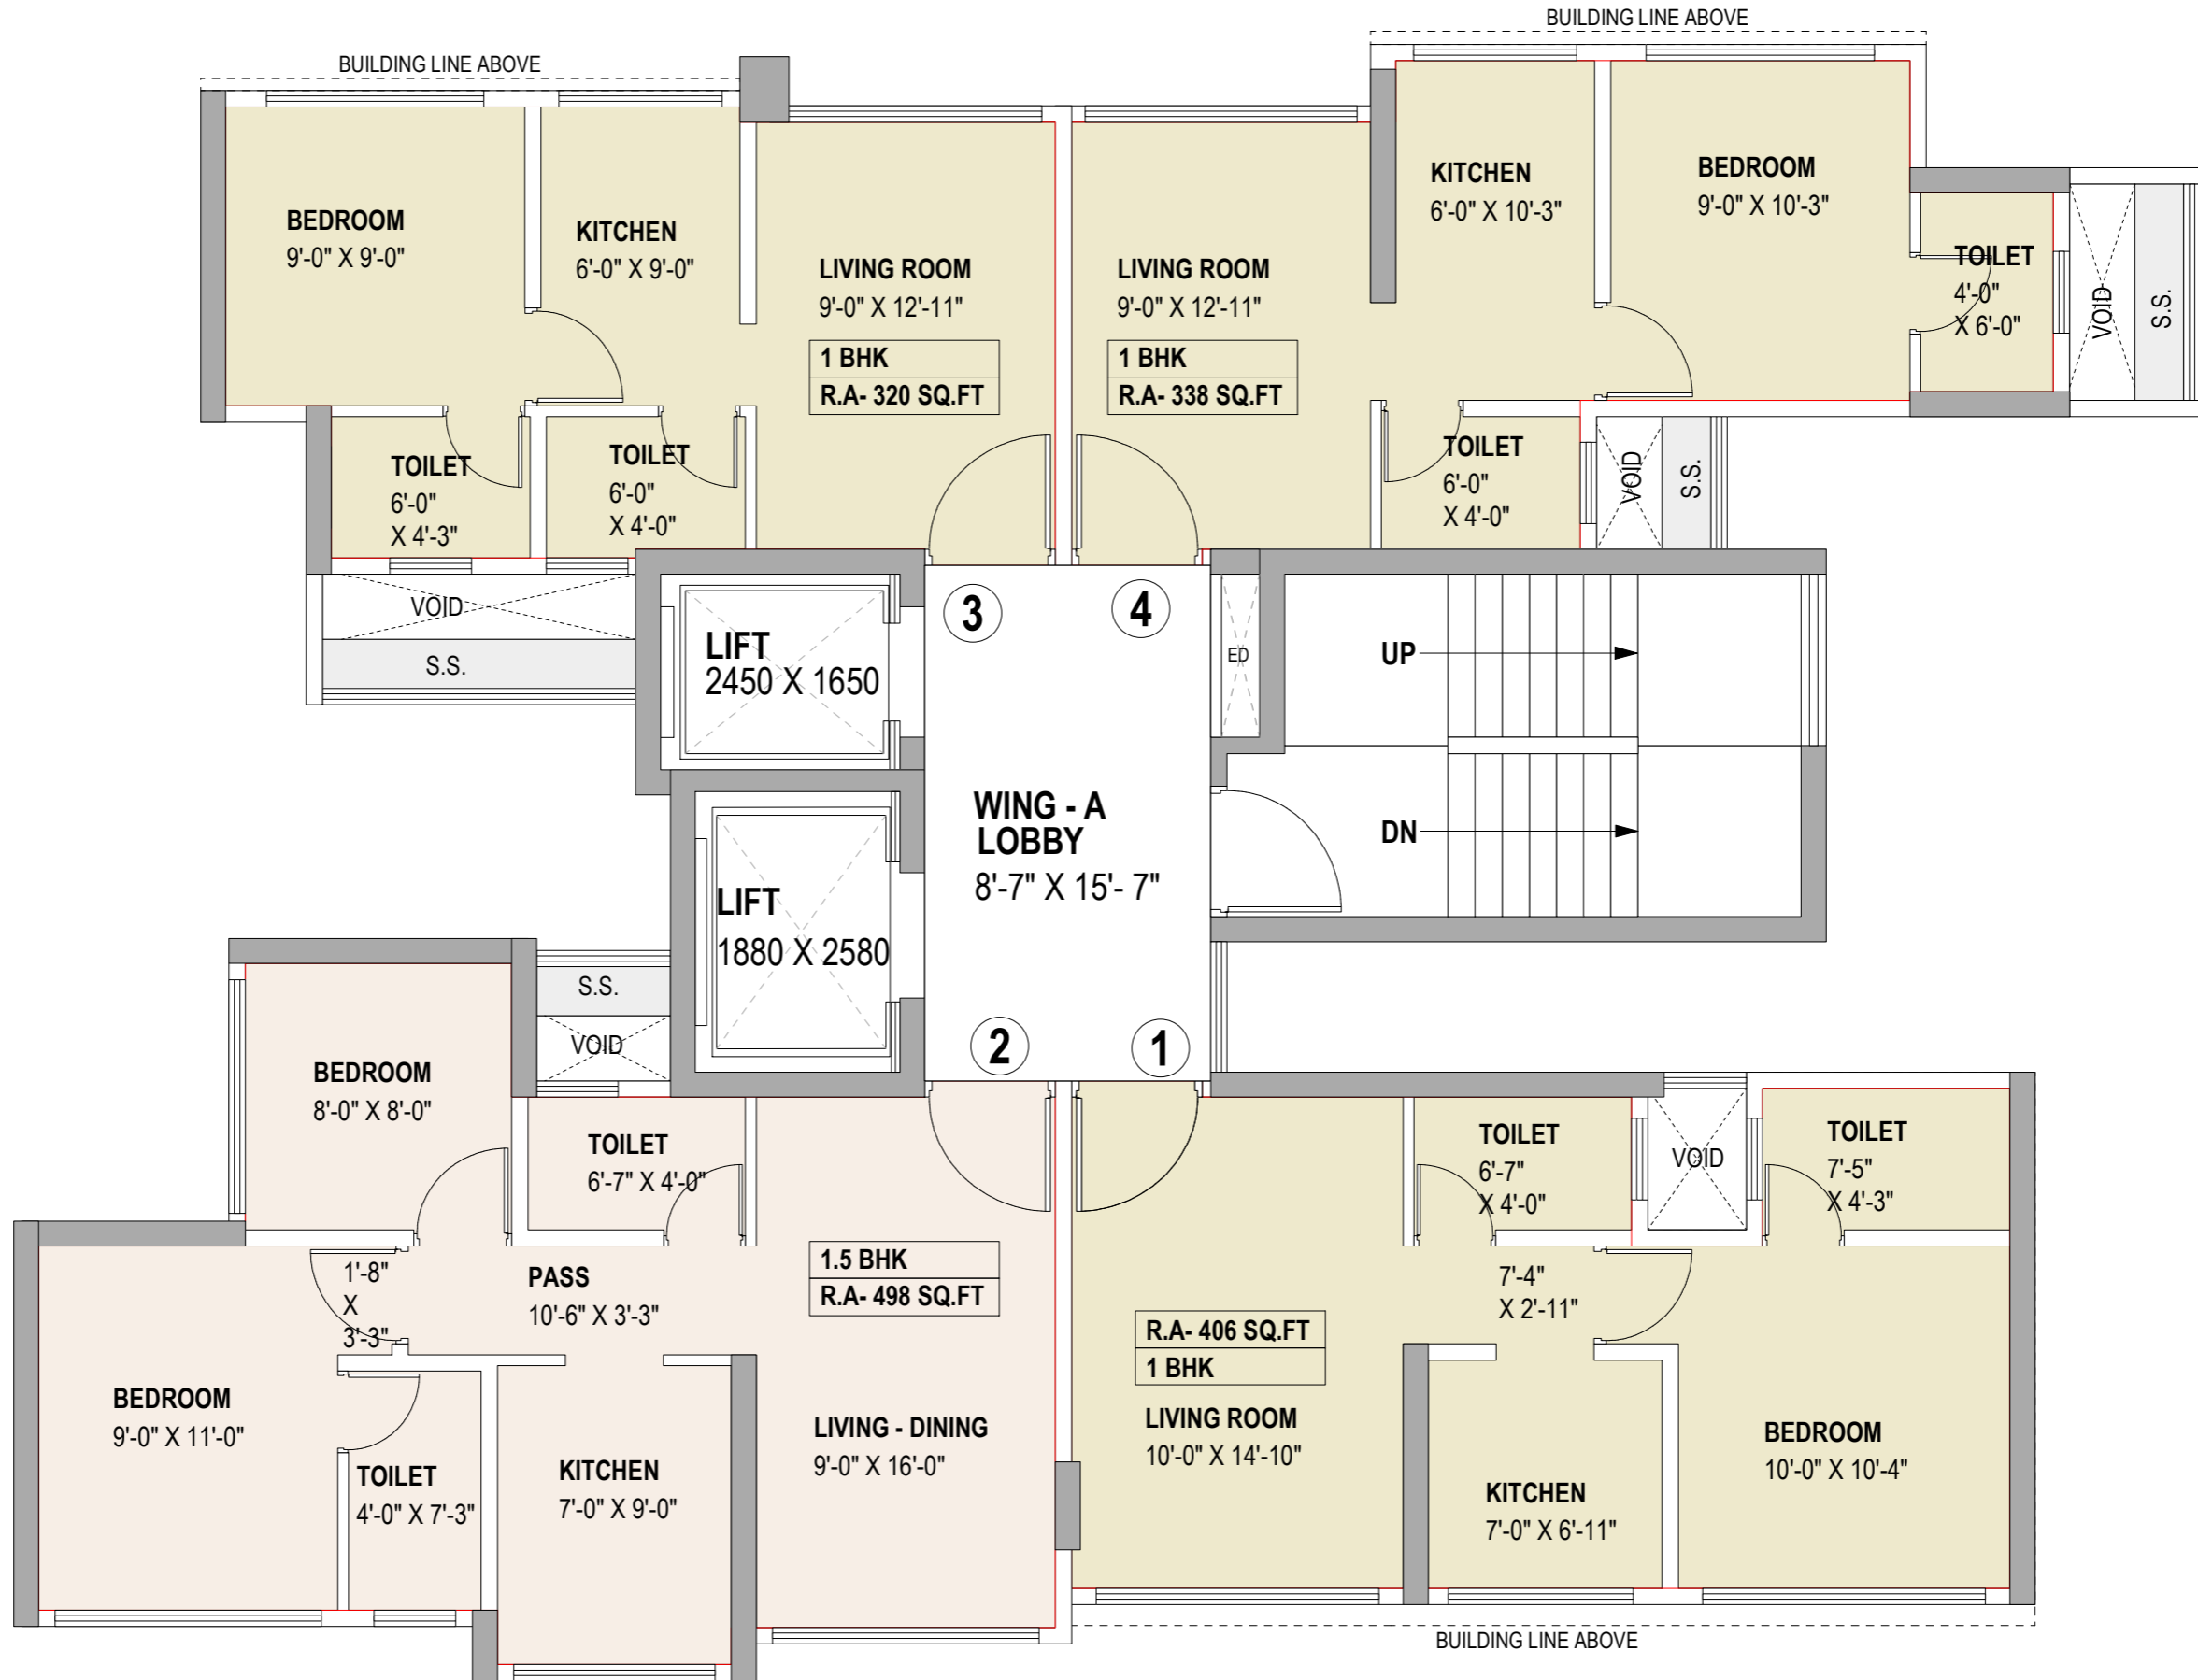 BUILDING LINE ABOVE
BUILDING LINE ABOVE
BEDROOM
9'-0" X 9'-0"
KITCHEN
6'-0" X 9'-0"
LIVING ROOM
9'-0" X 12'-11"
1 BHK
R.A- 320 SQ.FT
LIVING ROOM
9'-0" X 12'-11"
1 BHK
R.A- 338 SQ.FT
KITCHEN
6'-0" X 10'-3"
BEDROOM
9'-0" X 10'-3"
TOILET
4'-0"
X 6'-0"
VOID
S.S.
TOILET
6'-0"
X 4'-3"
TOILET
6'-0"
X 4'-0"
TOILET
6'-0"
X 4'-0"
VOID
S.S.
VOID
S.S.
LIFT
2450 X 1650
3
4
ED
UP
DN
WING - A
LOBBY
8'-7" X 15'- 7"
LIFT
1880 X 2580
2
1
S.S.
VOID
BEDROOM
8'-0" X 8'-0"
TOILET
6'-7" X 4'-0"
1'-8"
X
3'-3"
PASS
10'-6" X 3'-3"
1.5 BHK
R.A- 498 SQ.FT
BEDROOM
9'-0" X 11'-0"
TOILET
4'-0" X 7'-3"
KITCHEN
7'-0" X 9'-0"
LIVING - DINING
9'-0" X 16'-0"
TOILET
6'-7"
X 4'-0"
VOID
TOILET
7'-5"
X 4'-3"
7'-4"
X 2'-11"
R.A- 406 SQ.FT
1 BHK
LIVING ROOM
10'-0" X 14'-10"
KITCHEN
7'-0" X 6'-11"
BEDROOM
10'-0" X 10'-4"
BUILDING LINE ABOVE